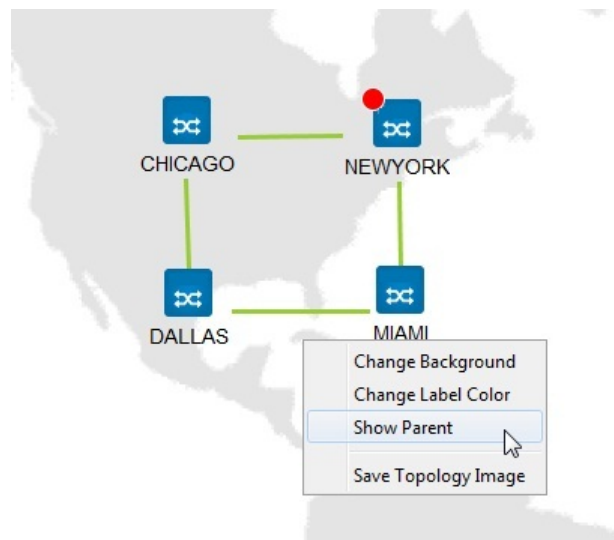 CHICAGO
NEWYORK
DALLAS
MIAMI
Change Background
Change Label Color
Show Parent
Save Topology Image